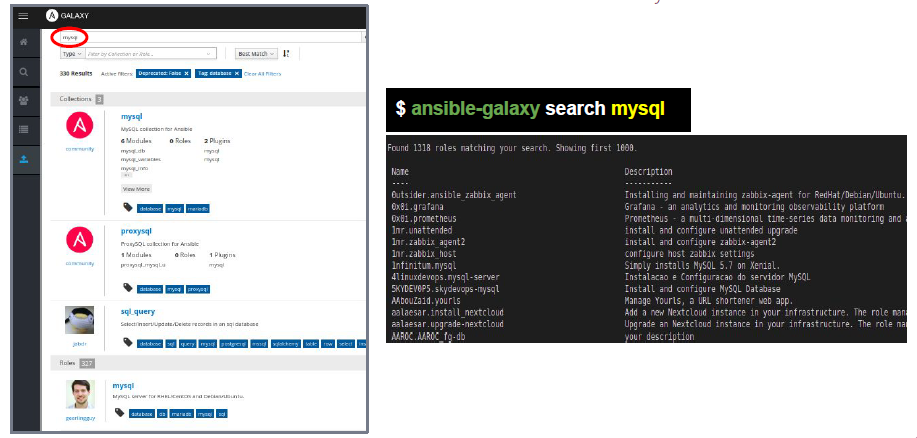 GALAXY
mysql
Type
Filter by Collection or Role...
Best Match
330 Results
Active filters:
Deprecated: False ✕
Tag: database ✕
Clear All Filters
Collections 3
mysql
MySQL collection for Ansible
6 Modules 0 Roles 2 Plugins
mysql_db mysql
mysql_variables mysql
mysql_info
community
View More
database mysql mariadb
proxysql
ProxySQL collection for Ansible
1 Modules 0 Roles 1 Plugins
mysql
community
database mysql proxysql
sql_query
Select/Insert/Update/Delete records in an sql database
jabor
database sql query mysql postgresql mssql sqlalchemy table row select
Roles 327
mysql
MySQL server for RHEL/CentOS and Debian/Ubuntu.
geerlingguy
database db mariadb mysql sql
$ ansible-galaxy search mysql
Found 1318 roles matching your search. Showing first 1000.
Name Description
---- -----------
0utsider.ansible_zabbix_agent Installing and maintaining zabbix-agent for RedHat/Debian/Ubuntu.
0x0i.grafana Grafana - an analytics and monitoring observability platform
0x0i.prometheus Prometheus - a multi-dimensional time-series data monitoring and
1mr.unattended install and configure unattended upgrade
1mr.zabbix_agent2 install and configure zabbix-agent2
1mr.zabbix_host configure host zabbix settings
1nfinitum.mysql Simply installs MySQL 5.7 on Xenial.
4linuxdevops.mysql-server Instalacao e Configuracao do servidor MySQL
5KYDEV0P5.skydevops-mysql Install and configure MySQL Database
AAbouZaid.yourls Manage Yourls, a URL shortener web app.
aalaesar.install_nextcloud Add a new Nextcloud instance in your infrastructure. The role
aalaesar.upgrade-nextcloud Upgrade an Nextcloud instance in your infrastructure. The role
AAROC.AAROC_fg-db your description